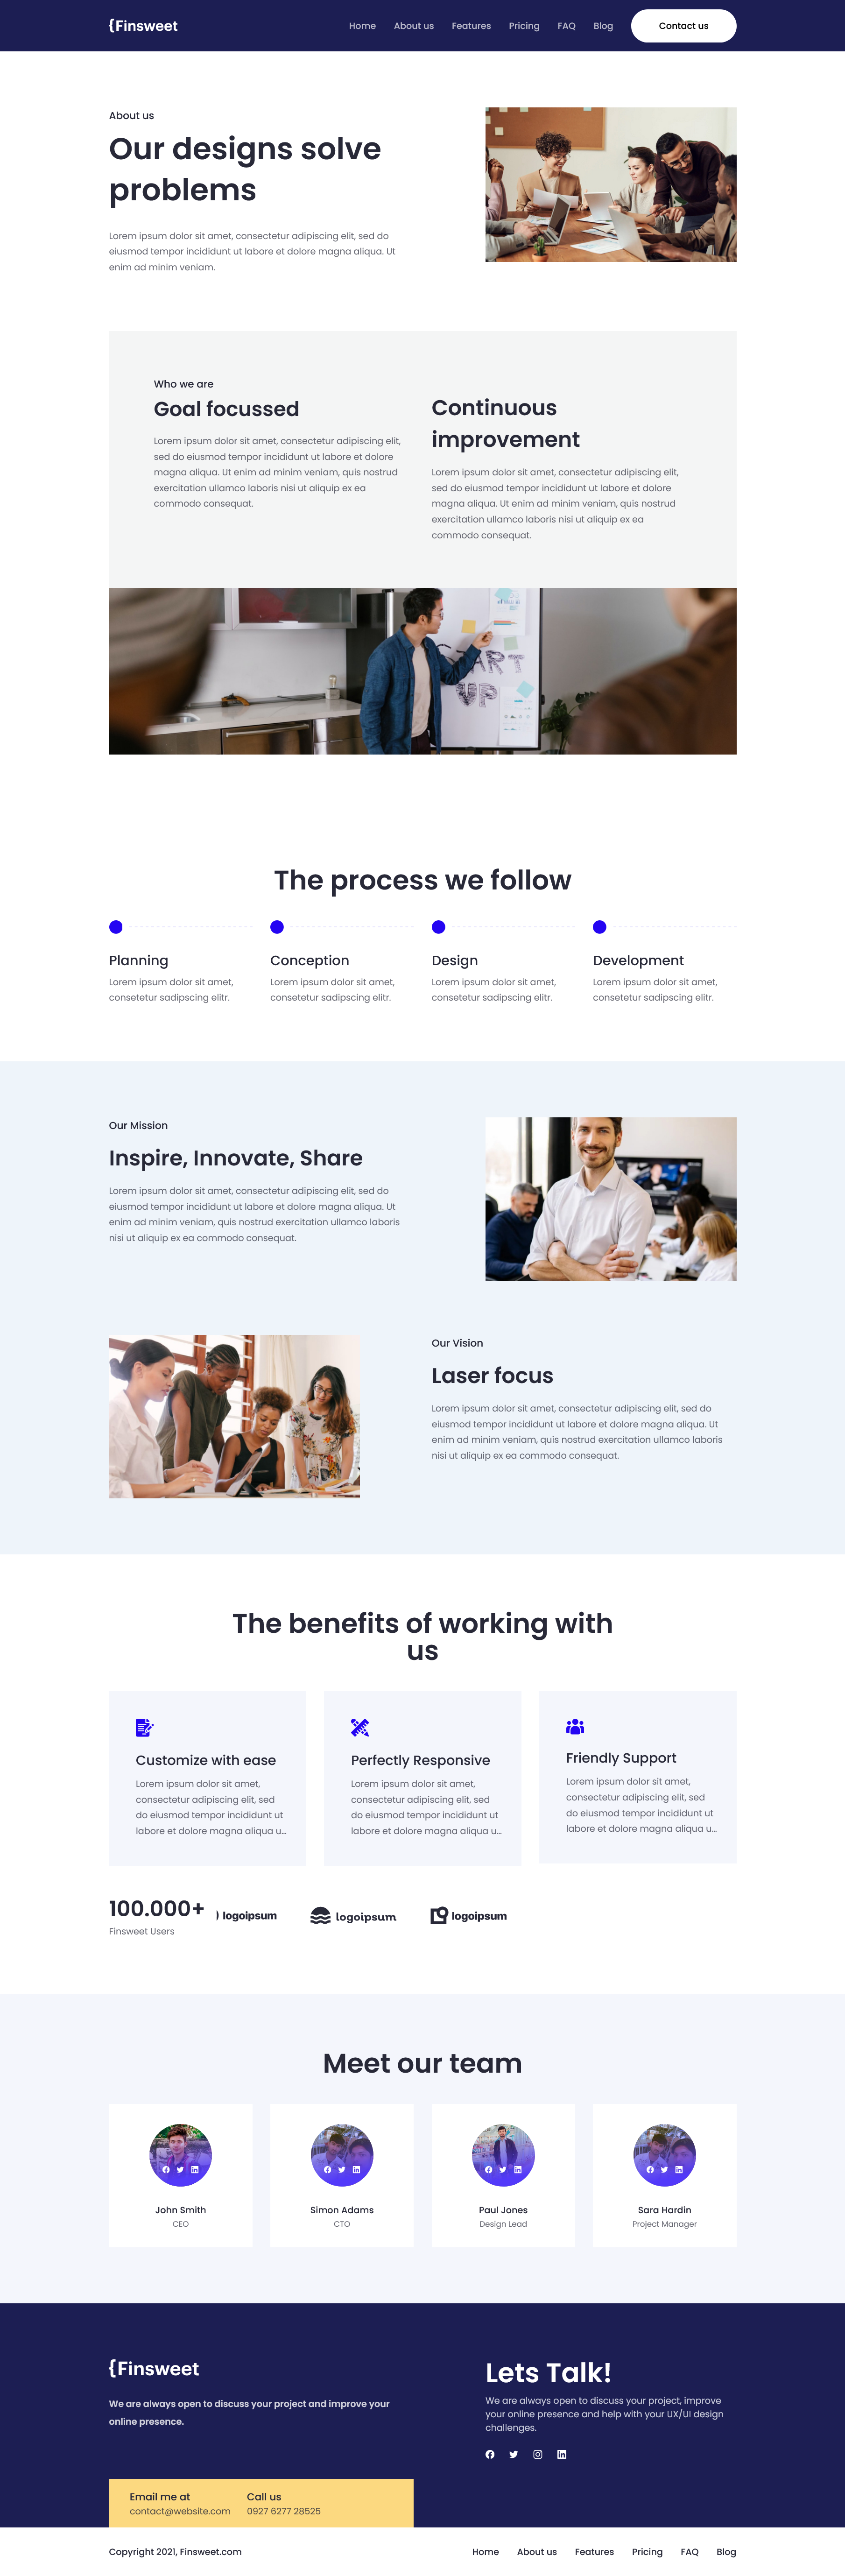 {Finsweet
Home About us Features Pricing FAQ Blog Contact us
About us
Our designs solve
problems
Lorem ipsum dolor sit amet, consectetur adipiscing elit, sed do
eiusmod tempor incididunt ut labore et dolore magna aliqua. Ut
enim ad minim veniam.
Who we are
Goal focussed
Lorem ipsum dolor sit amet, consectetur adipiscing elit,
sed do eiusmod tempor incididunt ut labore et dolore
magna aliqua. Ut enim ad minim veniam, quis nostrud
exercitation ullamco laboris nisi ut aliquip ex ea
commodo consequat.
Continuous
improvement
Lorem ipsum dolor sit amet, consectetur adipiscing elit,
sed do eiusmod tempor incididunt ut labore et dolore
magna aliqua. Ut enim ad minim veniam, quis nostrud
exercitation ullamco laboris nisi ut aliquip ex ea
commodo consequat.
START
UP
The process we follow
Planning
Lorem ipsum dolor sit amet,
consetetur sadipscing elitr.
Conception
Lorem ipsum dolor sit amet,
consetetur sadipscing elitr.
Design
Lorem ipsum dolor sit amet,
consetetur sadipscing elitr.
Development
Lorem ipsum dolor sit amet,
consetetur sadipscing elitr.
Our Mission
Inspire, Innovate, Share
Lorem ipsum dolor sit amet, consectetur adipiscing elit, sed do
eiusmod tempor incididunt ut labore et dolore magna aliqua. Ut
enim ad minim veniam, quis nostrud exercitation ullamco laboris
nisi ut aliquip ex ea commodo consequat.
Our Vision
Laser focus
Lorem ipsum dolor sit amet, consectetur adipiscing elit, sed do
eiusmod tempor incididunt ut labore et dolore magna aliqua. Ut
enim ad minim veniam, quis nostrud exercitation ullamco laboris
nisi ut aliquip ex ea commodo consequat.
The benefits of working with
us
Customize with ease
Lorem ipsum dolor sit amet,
consectetur adipiscing elit, sed
do eiusmod tempor incididunt ut
labore et dolore magna aliqua u...
Perfectly Responsive
Lorem ipsum dolor sit amet,
consectetur adipiscing elit, sed
do eiusmod tempor incididunt ut
labore et dolore magna aliqua u...
Friendly Support
Lorem ipsum dolor sit amet,
consectetur adipiscing elit, sed
do eiusmod tempor incididunt ut
labore et dolore magna aliqua u...
100.000+
Finsweet Users
logoipsum
logoipsum
logoipsum
Meet our team
John Smith
CEO
Simon Adams
CTO
Paul Jones
Design Lead
Sara Hardin
Project Manager
{Finsweet
We are always open to discuss your project and improve your
online presence.
Lets Talk!
We are always open to discuss your project, improve
your online presence and help with your UX/UI design
challenges.
Email me at
contact@website.com
Call us
0927 6277 28525
Copyright 2021, Finsweet.com
Home About us Features Pricing FAQ Blog